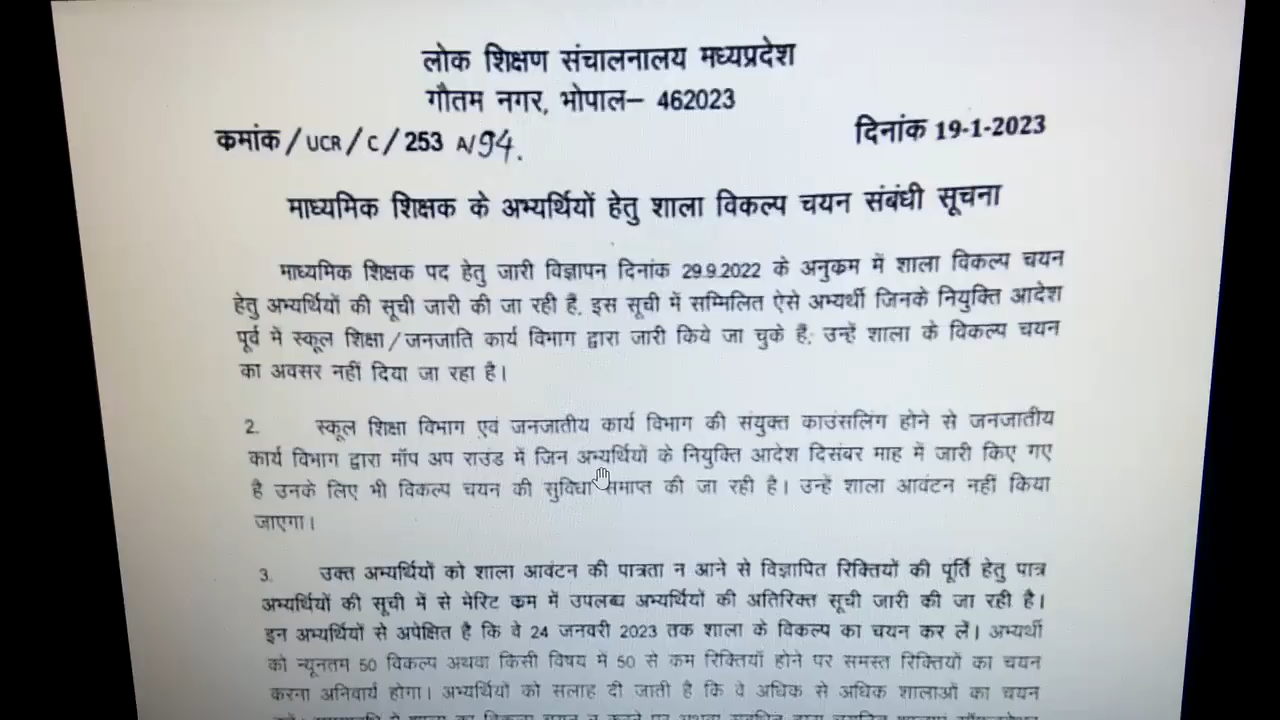 लोक शिक्षण संचालनालय मध्यप्रदेश
गौतम नगर, भोपाल– 462023
कमांक / UCR / C / 253 A/94.
दिनांक 19-1-2023
माध्यमिक शिक्षक के अभ्यर्थियों हेतु शाला विकल्प चयन संबंधी सूचना
माध्यमिक शिक्षक पद हेतु जारी विज्ञापन दिनांक 29.9.2022 के अनुकम में शाला विकल्प चयन
हेतु अभ्यर्थियों की सूची जारी की जा रही है. इस सूची में सम्मिलित ऐसे अभ्यर्थी जिनके नियुक्ति आदेश
पूर्व में स्कूल शिक्षा/जनजाति कार्य विभाग द्वारा जारी किये जा चुके हैं; उन्हें शाला के विकल्प चयन
का अवसर नहीं दिया जा रहा है।
2. स्कूल शिक्षा विभाग एवं जनजातीय कार्य विभाग की संयुक्त काउंसलिंग होने से जनजातीय
कार्य विभाग द्वारा मॉप अप राउंड में जिन अभ्यर्थियों के नियुक्ति आदेश दिसंबर माह में जारी किए गए
है उनके लिए भी विकल्प चयन की सुविधा समाप्त की जा रही है। उन्हें शाला आवंटन नहीं किया
जाएगा।
3. उक्त अभ्यर्थियों को शाला आवंटन की पात्रता न आने से विज्ञापित रिक्तियों की पूर्ति हेतु पात्र
अभ्यर्थियों की सूची में से मेरिट कम में उपलब्ध अभ्यर्थियों की अतिरिक्त सूची जारी की जा रही है।
इन अभ्यर्थियों से अपेक्षित है कि वे 24 जनवरी 2023 तक शाला के विकल्प का चयन कर लें। अभ्यर्थी
को न्यूनतम 50 विकल्प अथवा किसी विषय में 50 से कम रिक्तियों होने पर समस्त रिक्तियों का चयन
करना अनिवार्य होगा। अभ्यर्थियों को सलाह दी जाती है कि वे अधिक से अधिक शालाओं का चयन